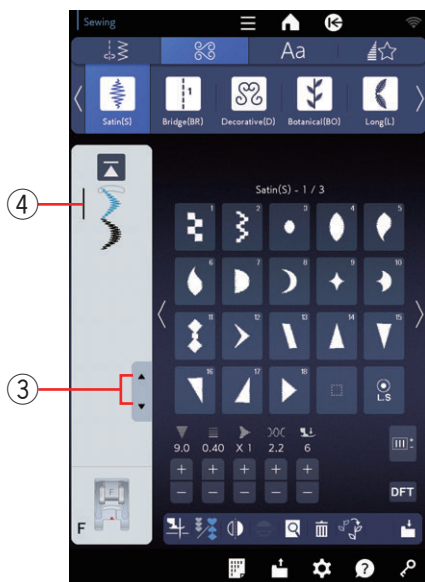 Sewing
Aa
1
Satin(S) Bridge(BR) Decorative(D) Botanical(BO) Long(L)
4
Satin(S) - 1 / 3
1 2 3 4 5
6 7 8 9 10
11 12 13 14 15
3
16 17 18
L.S
9.0 0.40 X 1 2.2 6
+ + + + +
− − − − −
DFT
F
?